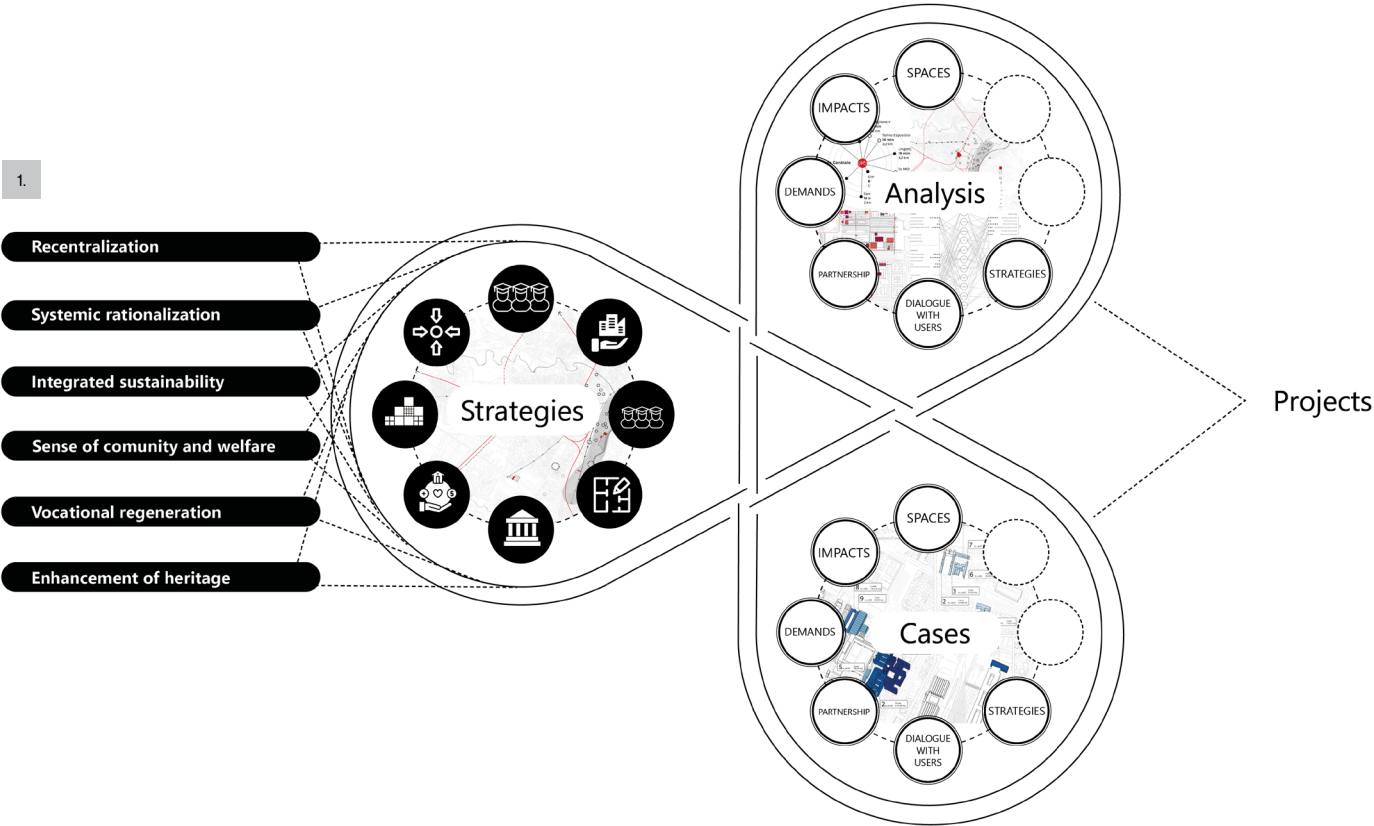 1.
Recentralization
Systemic rationalization
Integrated sustainability
Sense of comunity and welfare
Vocational regeneration
Enhancement of heritage
Strategies
SPACES
IMPACTS
DEMANDS
Analysis
PARTNERSHIP
STRATEGIES
DIALOGUE
WITH
USERS
Projects
SPACES
IMPACTS
DEMANDS
Cases
PARTNERSHIP
STRATEGIES
DIALOGUE
WITH
USERS